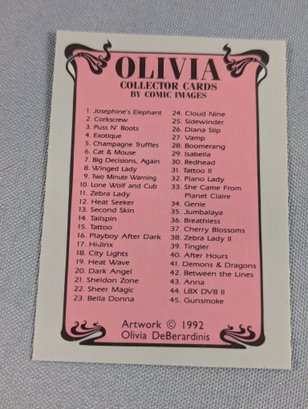 OLIVIA
COLLECTOR CARDS
BY COMIC IMAGES
1. Josephine's Elephant
2. Corkscrew
3. Puss N' Boots
4. Exotique
5. Champagne Truffles
6. Cat & Mouse
7. Big Decisions, Again
8. Winged Lady
9. Two Minute Warning
10. Lone Wolf and Cub
11. Zebra Lady
12. Heat Seeker
13. Second Skin
14. Tailspin
15. Tattoo
16. Playboy After Dark
17. HiJinx
18. City Lights
19. Heat Wave
20. Dark Angel
21. Sheldon Zone
22. Sheer Magic
23. Bella Donna
24. Cloud Nine
25. Sidewinder
26. Diana Slip
27. Vamp
28. Boomerang
29. Isabella
30. Redhead
31. Tattoo II
32. Piano Lady
33. She Came From
Planet Claire
34. Genie
35. Jumbalaya
36. Breathless
37. Cherry Blossoms
38. Zebra Lady II
39. Tingler
40. After Hours
41. Demons & Dragons
42. Between the Lines
43. Anna
44. L8X DV8 II
45. Gunsmoke
Artwork © 1992
Olivia DeBerardinis